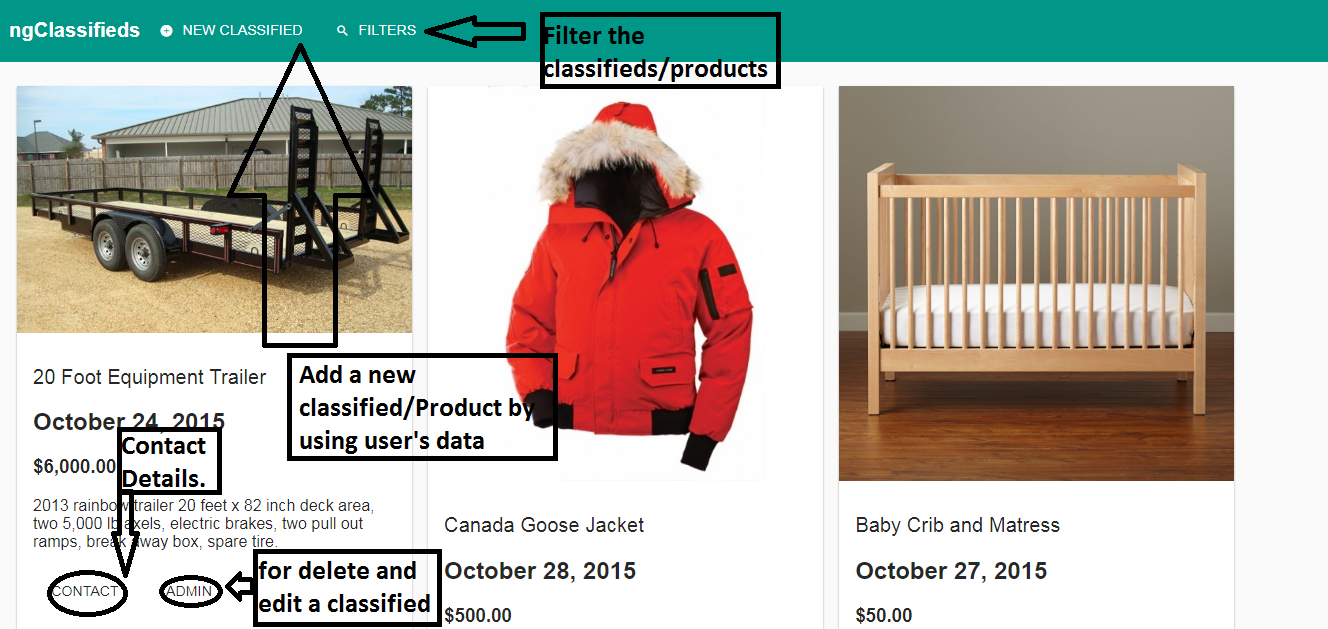 ngClassifieds NEW CLASSIFIED FILTERS
Filter the
classifieds/products
20 Foot Equipment Trailer
October 24, 2015
$6,000.00
2013 rainbow trailer 20 feet x 82 inch deck area,
two 5,000 lb axels, electric brakes, two pull out
ramps, break away box, spare tire.
CONTACT ADMIN
Add a new
classified/Product by
using user's data
Contact
Details.
for delete and
edit a classified
Canada Goose Jacket
October 28, 2015
$500.00
Baby Crib and Matress
October 27, 2015
$50.00